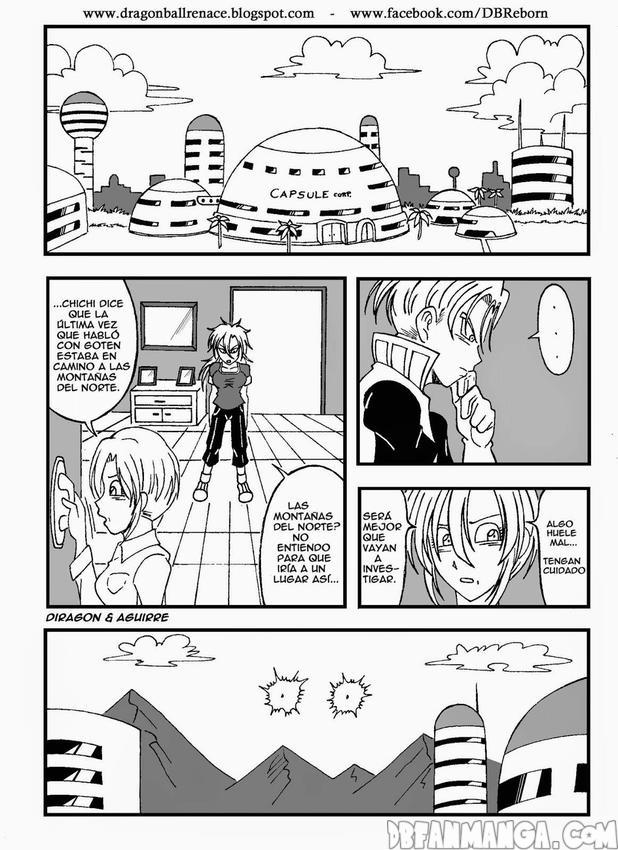 www.dragonballrenace.blogspot.com - www.facebook.com/DBReborn
CAPSULE CORP.
...CHICHI DICE
QUE LA
ÚLTIMA VEZ
QUE HABLÓ
CON GOTEN
ESTABA EN
CAMINO A LAS
MONTAÑAS
DEL NORTE.
LAS
MONTAÑAS
DEL NORTE?
NO
ENTIENDO
PARA QUE
IRÍA A UN
LUGAR ASÍ...
...
SERÁ
MEJOR
QUE
VAYAN
A
INVES-
TIGAR.
ALGO
HUELE
MAL...
TENGAN
CUIDADO
DIRAGON & AGUIRRE
DBFANMANGA.COM